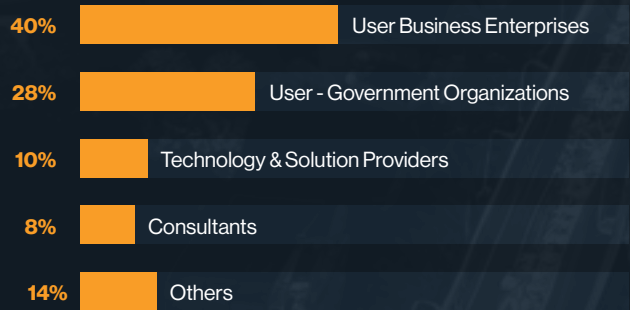 40% User Business Enterprises
28% User - Government Organizations
10% Technology & Solution Providers
8% Consultants
14% Others